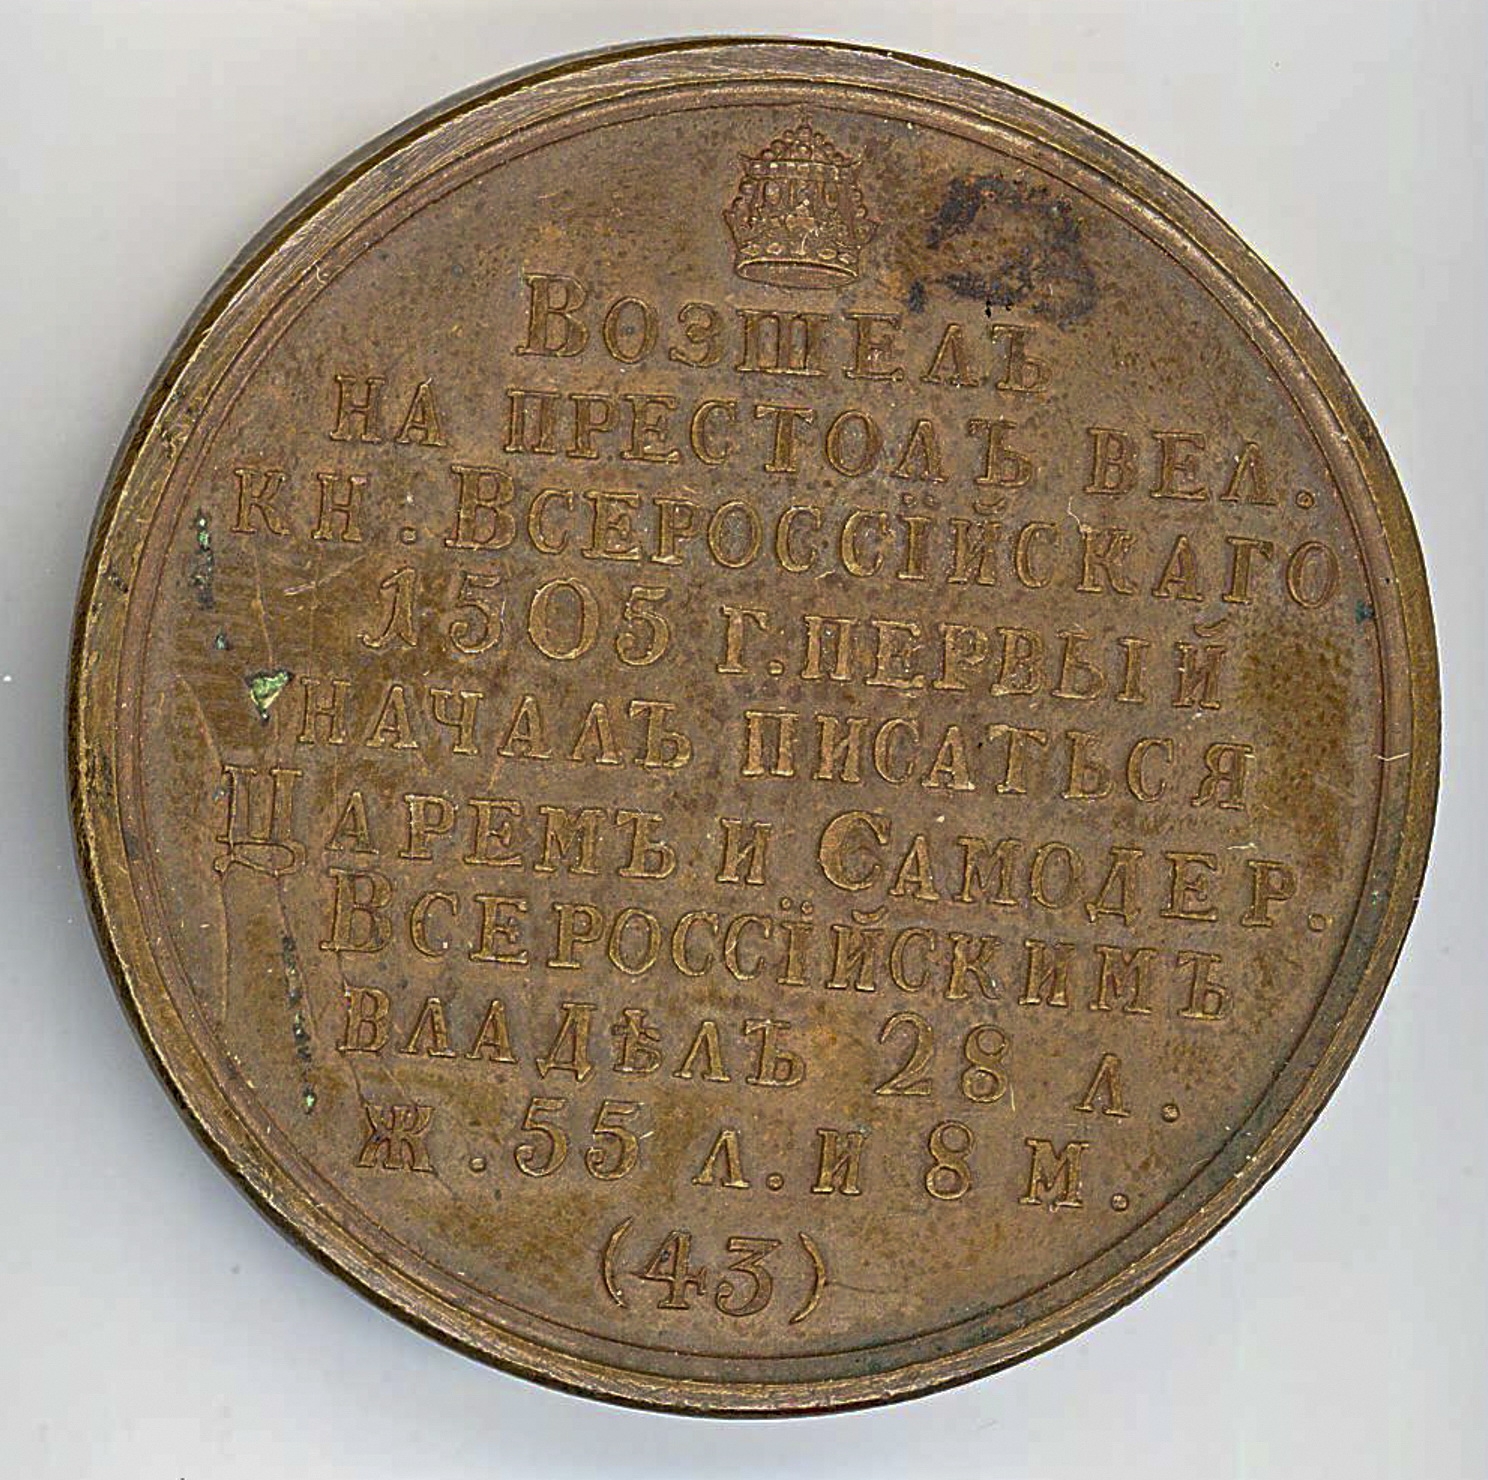 Возшелъ
на престолъ вел.
кн. Всероссїйскаго
1505 г. первый
началъ писаться
Царемъ и Самодер.
Всероссїйскимъ
владѣлъ 28 л.
ж. 55 л. и 8 м.
(43)